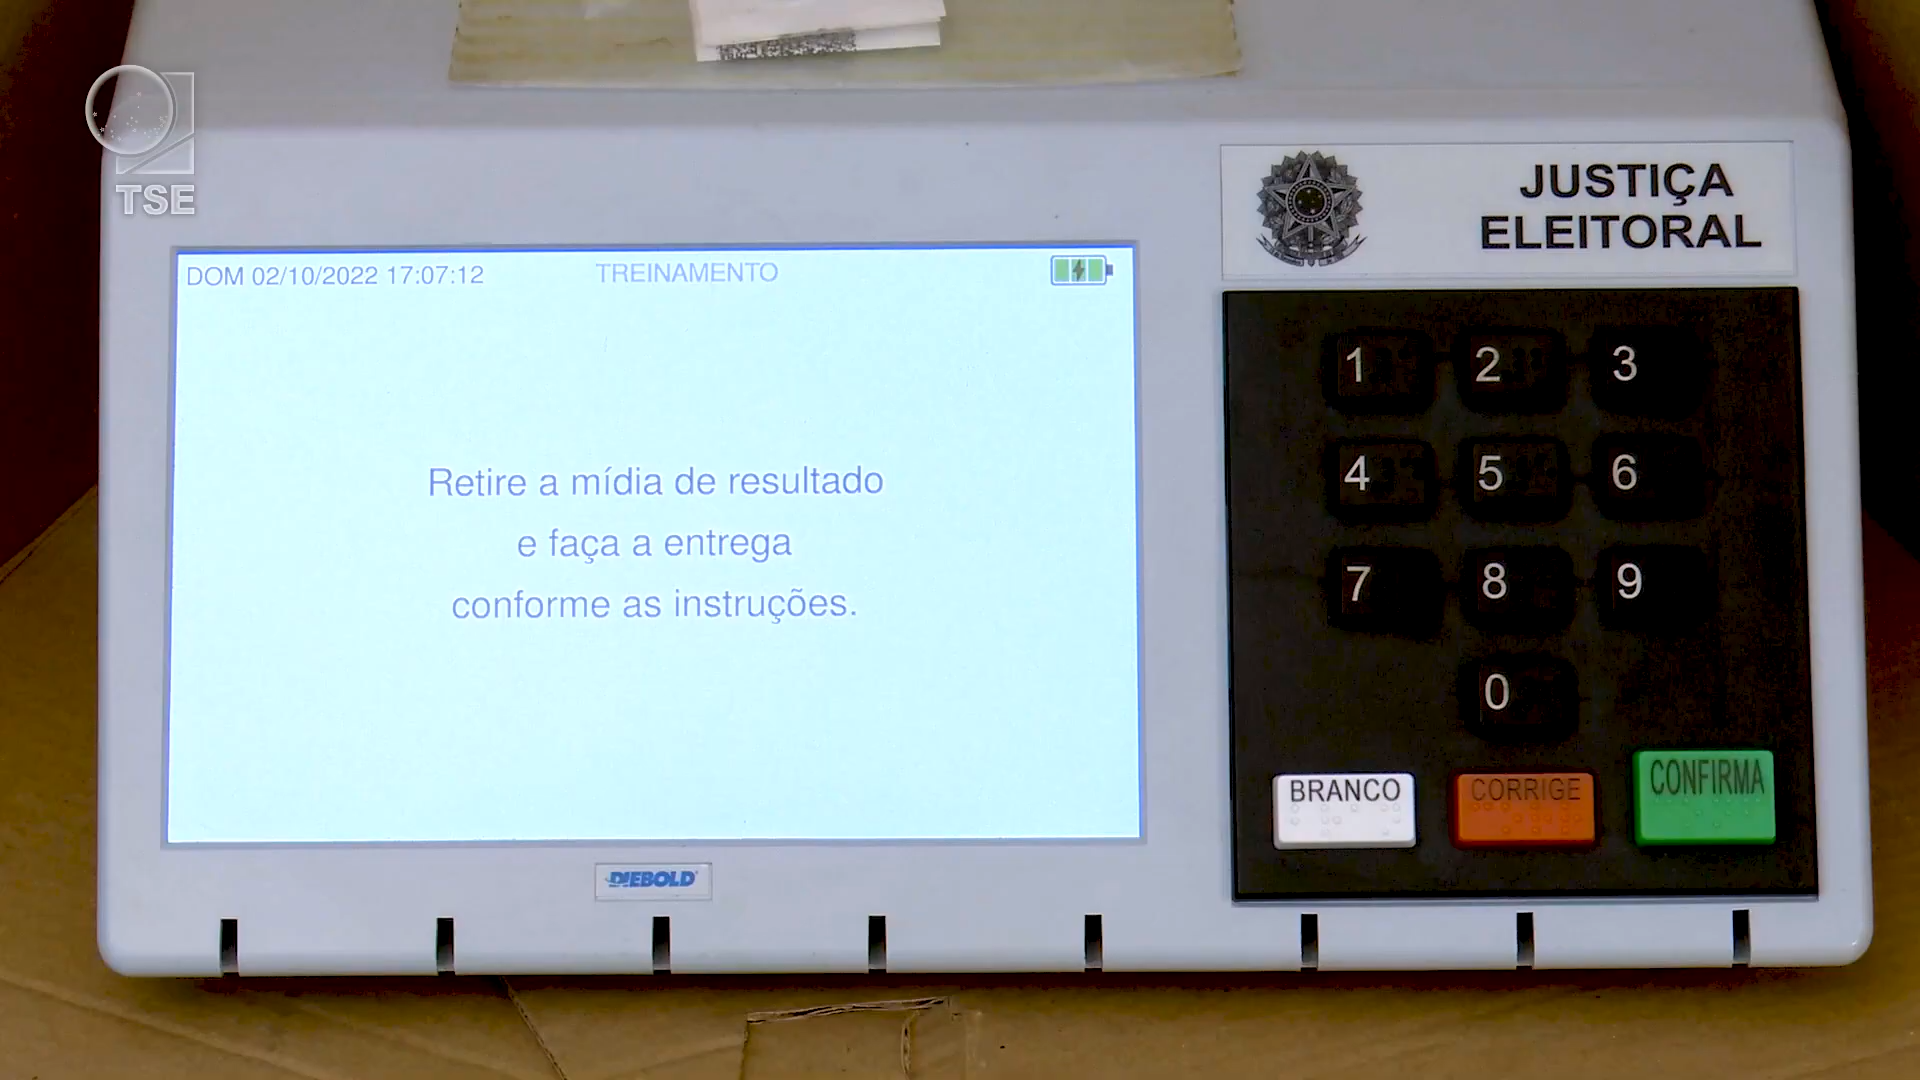 TSE
JUSTIÇA
ELEITORAL
DOM 02/10/2022 17:07:12 TREINAMENTO
Retire a mídia de resultado
e faça a entrega
conforme as instruções.
1 2 3
4 5 6
7 8 9
0
BRANCO CORRIGE CONFIRMA
DIEBOLD